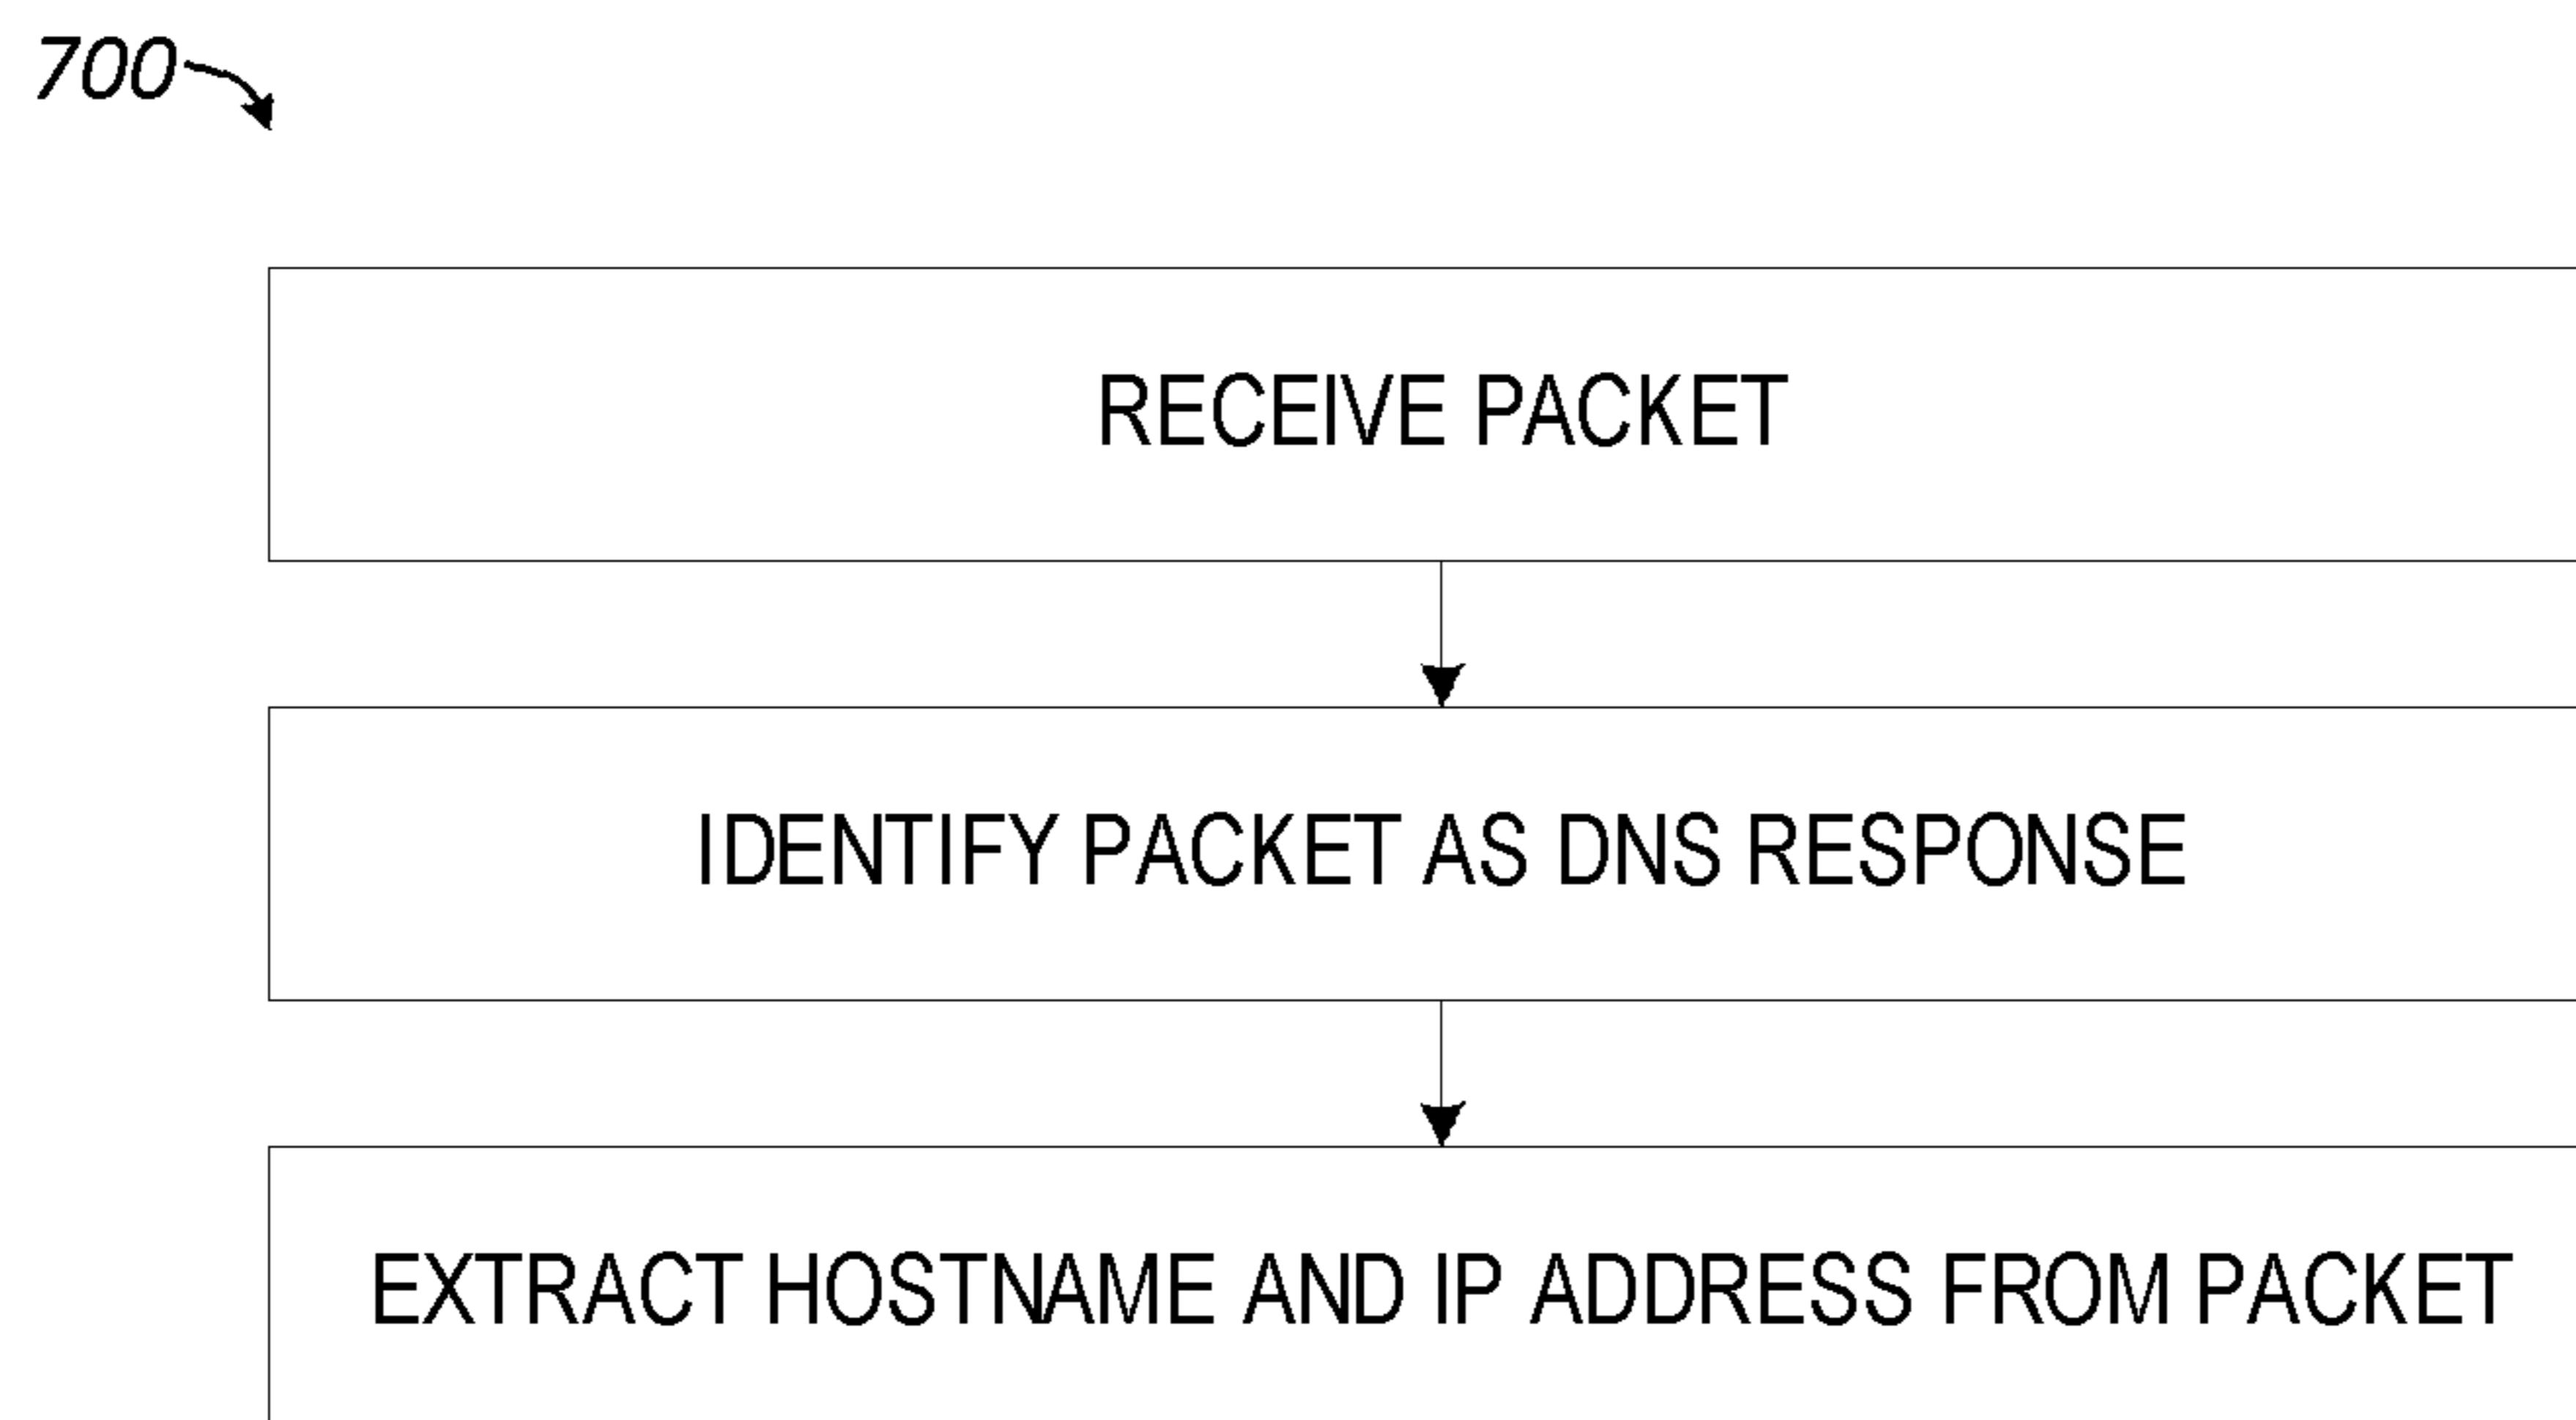 700
RECEIVE PACKET
IDENTIFY PACKET AS DNS RESPONSE
EXTRACT HOSTNAME AND IP ADDRESS FROM PACKET